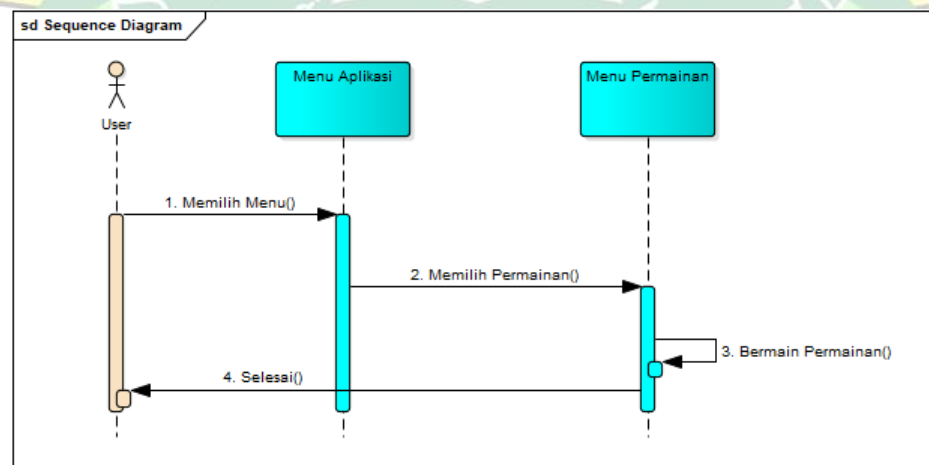 sd Sequence Diagram
User
Menu Aplikasi
Menu Permainan
1. Memilih Menu()
2. Memilih Permainan()
3. Bermain Permainan()
4. Selesai()